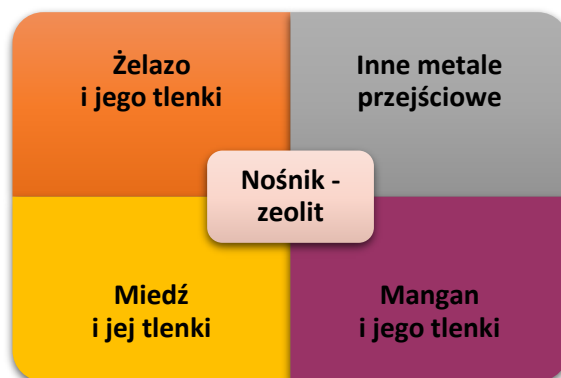 Żelazo
i jego tlenki
Inne metale
przejściowe
Nośnik -
zeolit
Miedź
i jej tlenki
Mangan
i jego tlenki